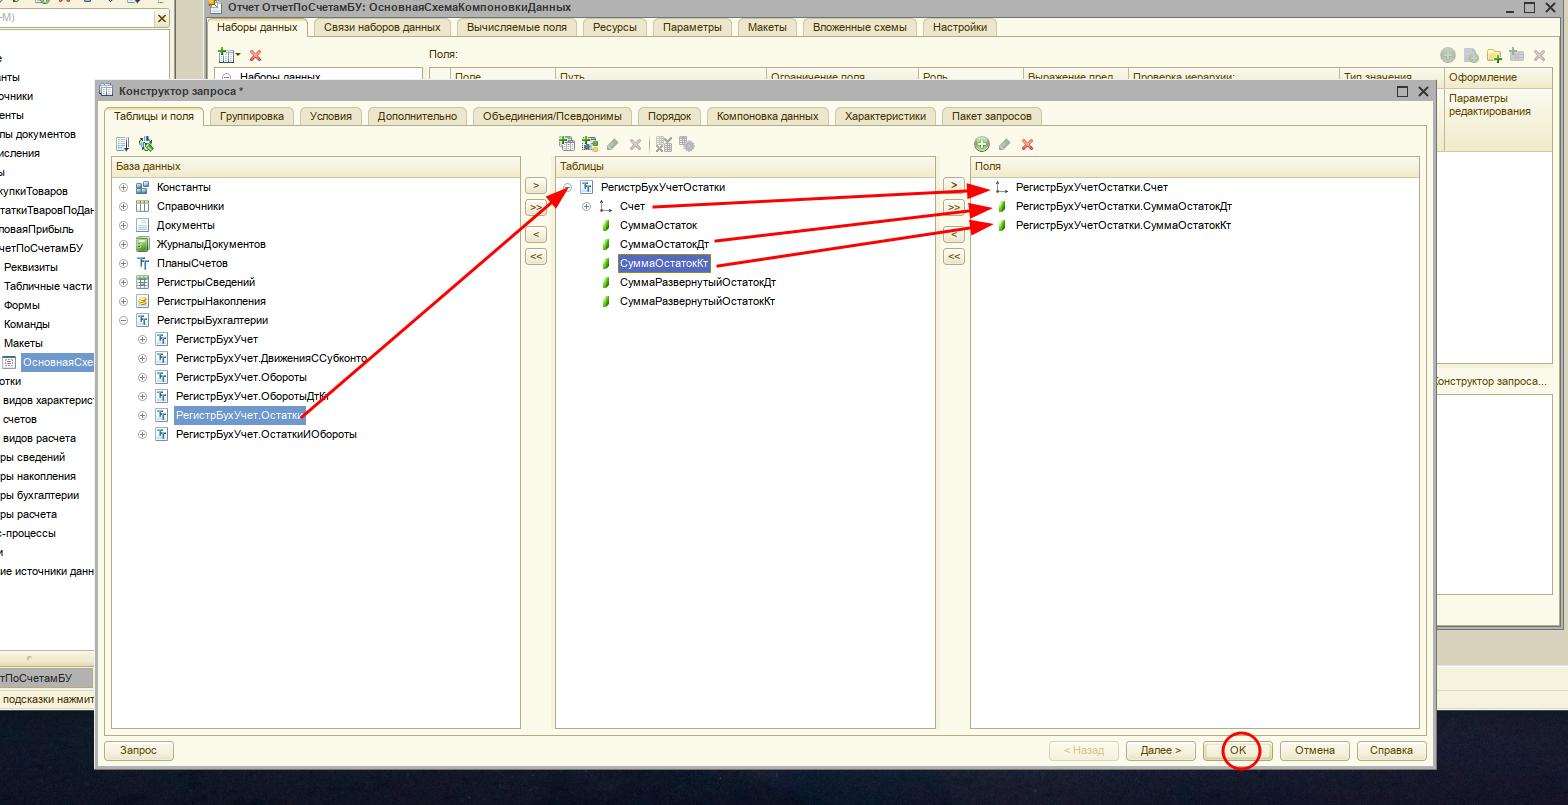 Отчет ОтчетПоСчетамБУ: ОсновнаяСхемаКомпоновкиДанных
Наборы данных
Связи наборов данных
Вычисляемые поля
Ресурсы
Параметры
Макеты
Вложенные схемы
Настройки
Поля:
Наборы данных
Поле
Путь
Ограничение поля
Роль
Выражение пред
Проверка иерархии:
Тип значения
Оформление
Параметры
редактирования
Конструктор запроса...
Конструктор запроса *
Таблицы и поля
Группировка
Условия
Дополнительно
Объединения/Псевдонимы
Порядок
Компоновка данных
Характеристики
Пакет запросов
База данных
Константы
Справочники
Документы
ЖурналыДокументов
ПланыСчетов
РегистрыСведений
РегистрыНакопления
РегистрыБухгалтерии
РегистрБухУчет
РегистрБухУчет.ДвиженияССубконто
РегистрБухУчет.Обороты
РегистрБухУчет.ОборотыДтКт
РегистрБухУчет.Остатки
РегистрБухУчет.ОстаткиИОбороты
>
>>
<
<<
Таблицы
РегистрБухУчетОстатки
Счет
СуммаОстаток
СуммаОстатокДт
СуммаОстатокКт
СуммаРазвернутыйОстатокДт
СуммаРазвернутыйОстатокКт
>
>>
<
<<
Поля
РегистрБухУчетОстатки.Счет
РегистрБухУчетОстатки.СуммаОстатокДт
РегистрБухУчетОстатки.СуммаОстатокКт
Запрос
< Назад
Далее >
OK
Отмена
Справка
анты
очники
енты
лы документов
исления
ы
купкиТоваров
таткиТваровПоДан
ловаяПрибыль
четПоСчетамБУ
Реквизиты
Табличные части
Формы
Команды
Макеты
ОсновнаяСхе
отки
видов характерис
счетов
видов расчета
ры сведений
ры накопления
ры бухгалтерии
ры расчета
с-процессы
и
ие источники данн
тПоСчетамБУ
подсказки нажмит